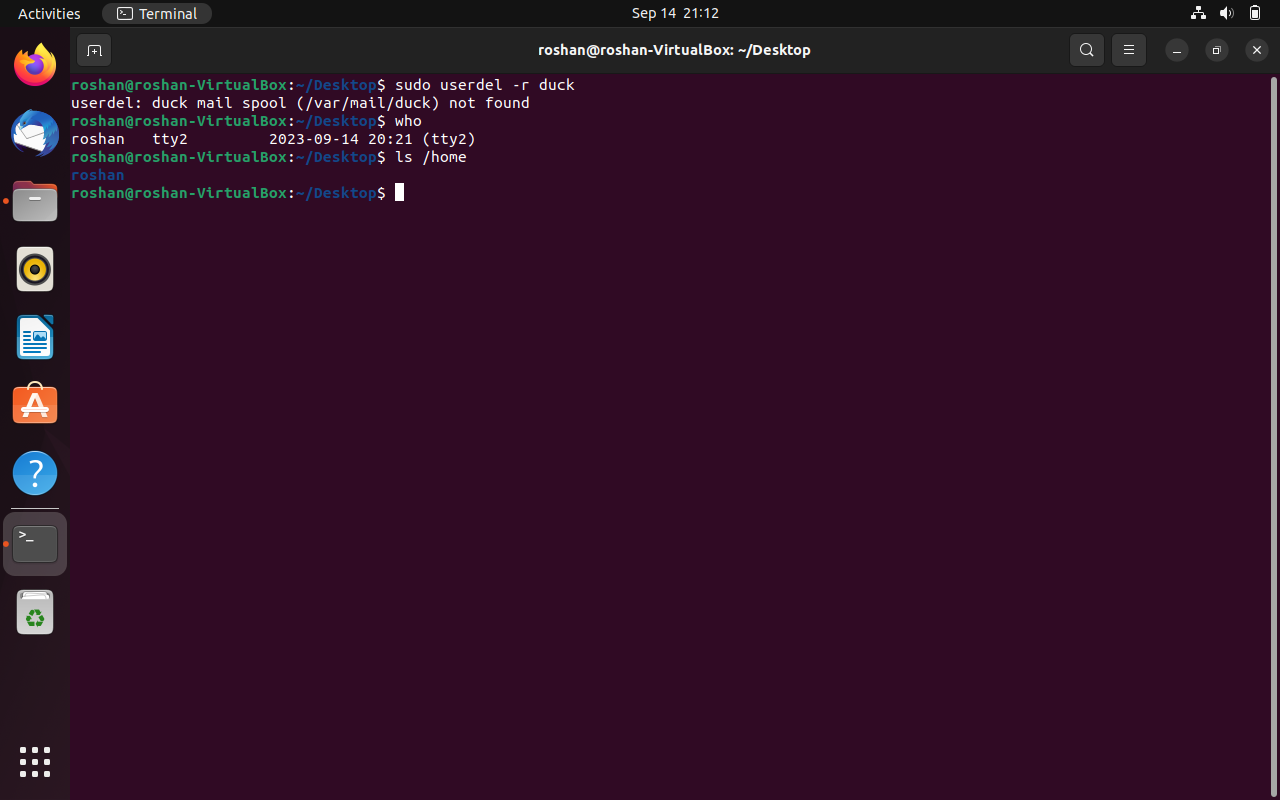 Activities
Terminal
Sep 14 21:12
roshan@roshan-VirtualBox: ~/Desktop
roshan@roshan-VirtualBox:~/Desktop$ sudo userdel -r duck
userdel: duck mail spool (/var/mail/duck) not found
roshan@roshan-VirtualBox:~/Desktop$ who
roshan   tty2         2023-09-14 20:21 (tty2)
roshan@roshan-VirtualBox:~/Desktop$ ls /home
roshan
roshan@roshan-VirtualBox:~/Desktop$